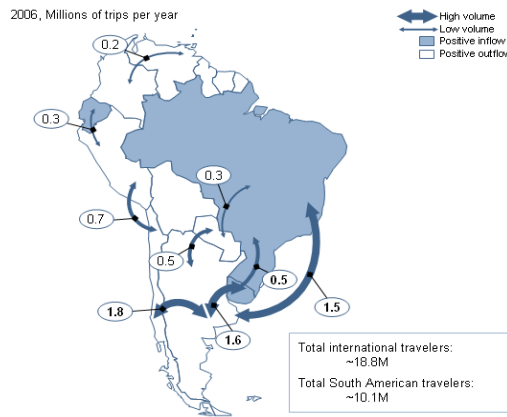 2006, Millions of trips per year
High volume
Low volume
Positive inflow
Positive outflow
0.2
0.3
0.3
0.7
0.5
0.5
1.8
1.6
1.5
Total international travelers:
~18.8M
Total South American travelers:
~10.1M